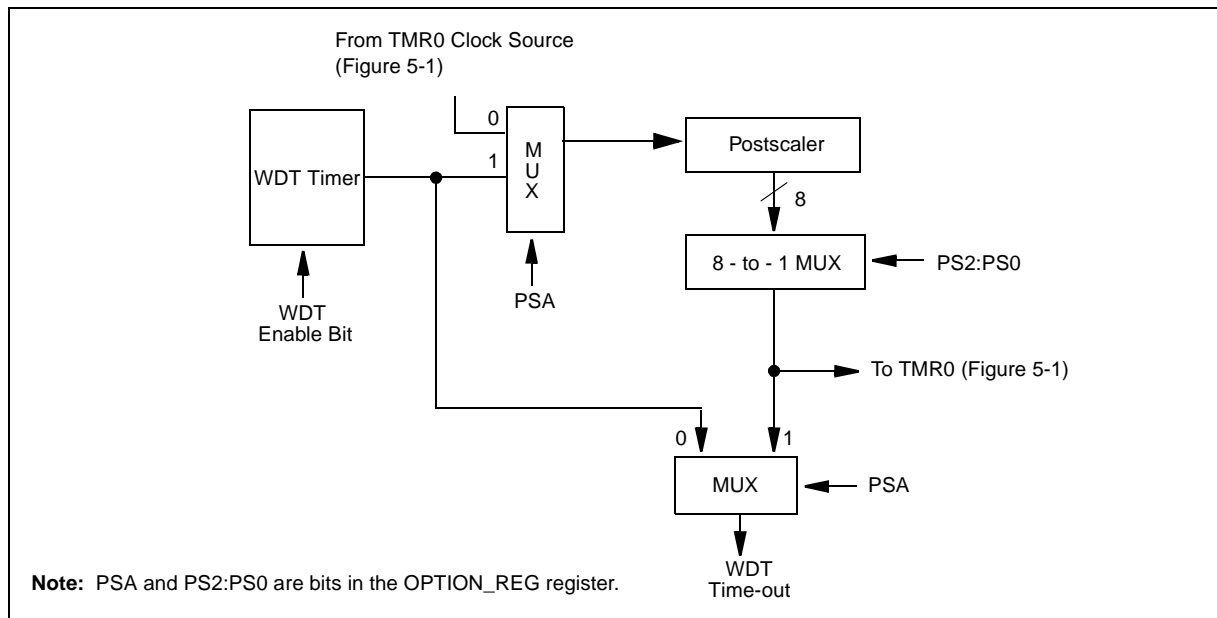 From TMR0 Clock Source
(Figure 5-1)
0
1
M
U
X
WDT Timer
Postscaler
8
8 - to - 1 MUX
PS2:PS0
PSA
WDT
Enable Bit
To TMR0 (Figure 5-1)
0
1
MUX
PSA
WDT
Time-out
Note: PSA and PS2:PS0 are bits in the OPTION_REG register.